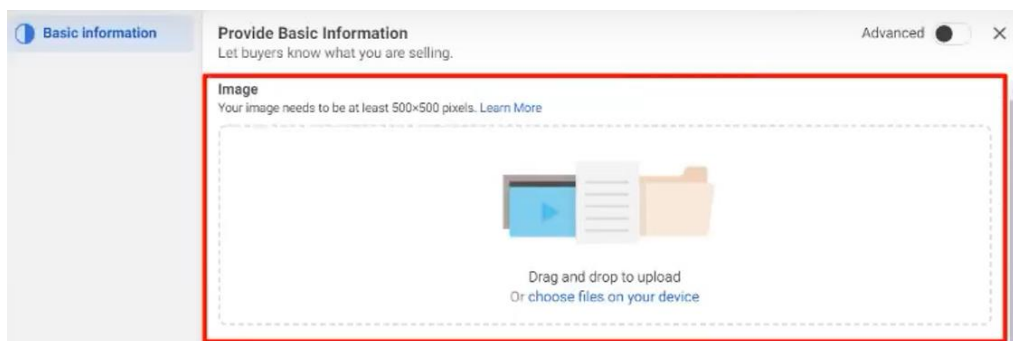 Basic information
Provide Basic Information
Advanced
Let buyers know what you are selling.
Image
Your image needs to be at least 500×500 pixels. Learn More
Drag and drop to upload
Or choose files on your device